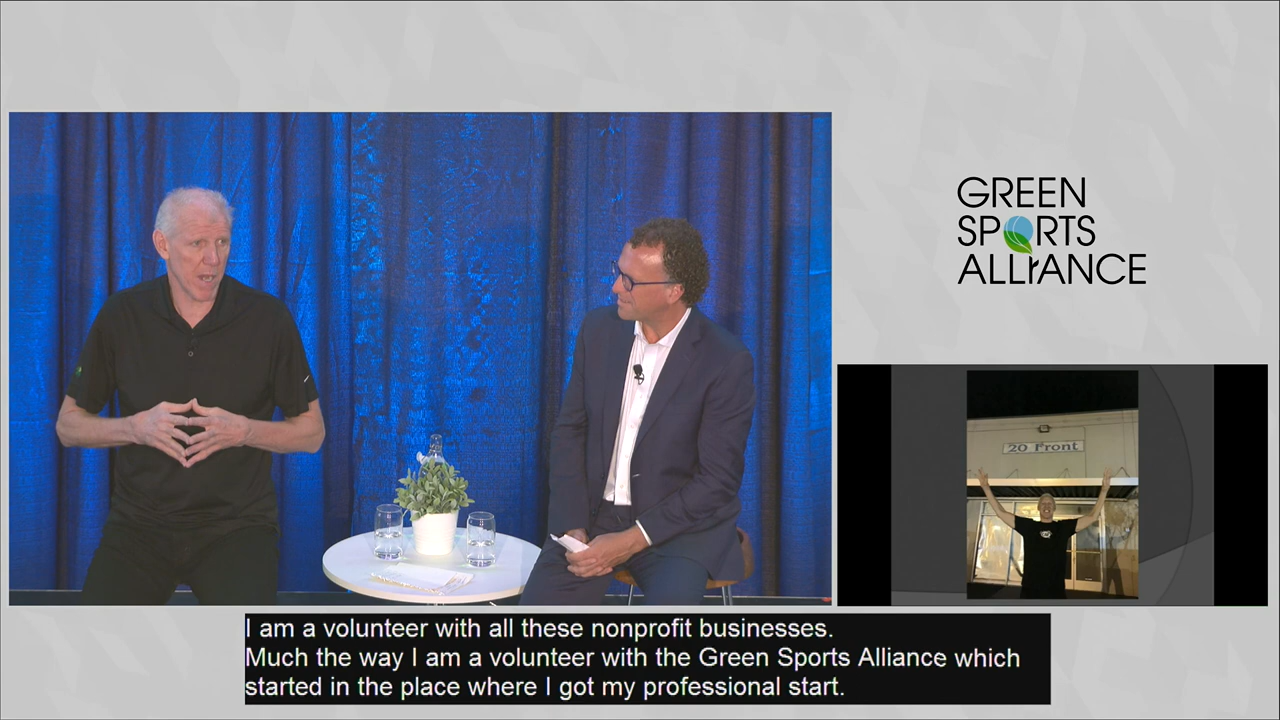 GREEN
SPORTS
ALLIANCE
20 Front
I am a volunteer with all these nonprofit businesses.
Much the way I am a volunteer with the Green Sports Alliance which
started in the place where I got my professional start.